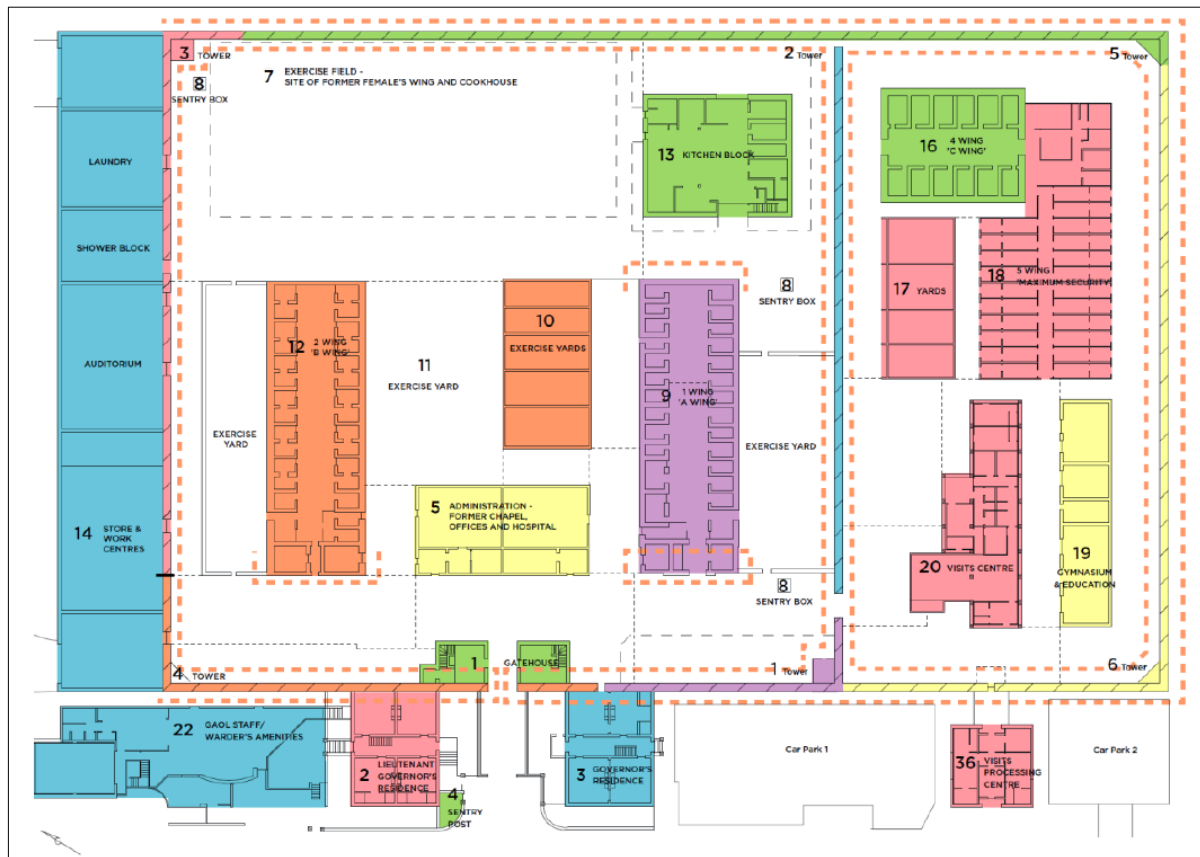 3 TOWER
7 EXERCISE FIELD -
SITE OF FORMER FEMALE'S WING AND COOKHOUSE
2 Tower
5 Tower
8
SENTRY BOX
LAUNDRY
13 KITCHEN BLOCK
16 4 WING
'C WING'
SHOWER BLOCK
17 YARDS
18 5 WING
'MAXIMUM SECURITY'
8
SENTRY BOX
10
EXERCISE YARDS
12 2 WING
'B WING'
11
EXERCISE YARD
AUDITORIUM
9 1 WING
'A WING'
EXERCISE
YARD
EXERCISE YARD
5 ADMINISTRATION -
FORMER CHAPEL,
OFFICES AND HOSPITAL
14 STORE &
WORK
CENTRES
19
GYMNASIUM
& EDUCATION
20 VISITS CENTRE
8
SENTRY BOX
1 GATEHOUSE
4 TOWER
1 Tower
6 Tower
22 GAOL STAFF/
WARDER'S AMENITIES
2 LIEUTENANT
GOVERNOR'S
RESIDENCE
4
SENTRY
POST
3 GOVERNOR'S
RESIDENCE
Car Park 1
36 VISITS
PROCESSING
CENTRE
Car Park 2